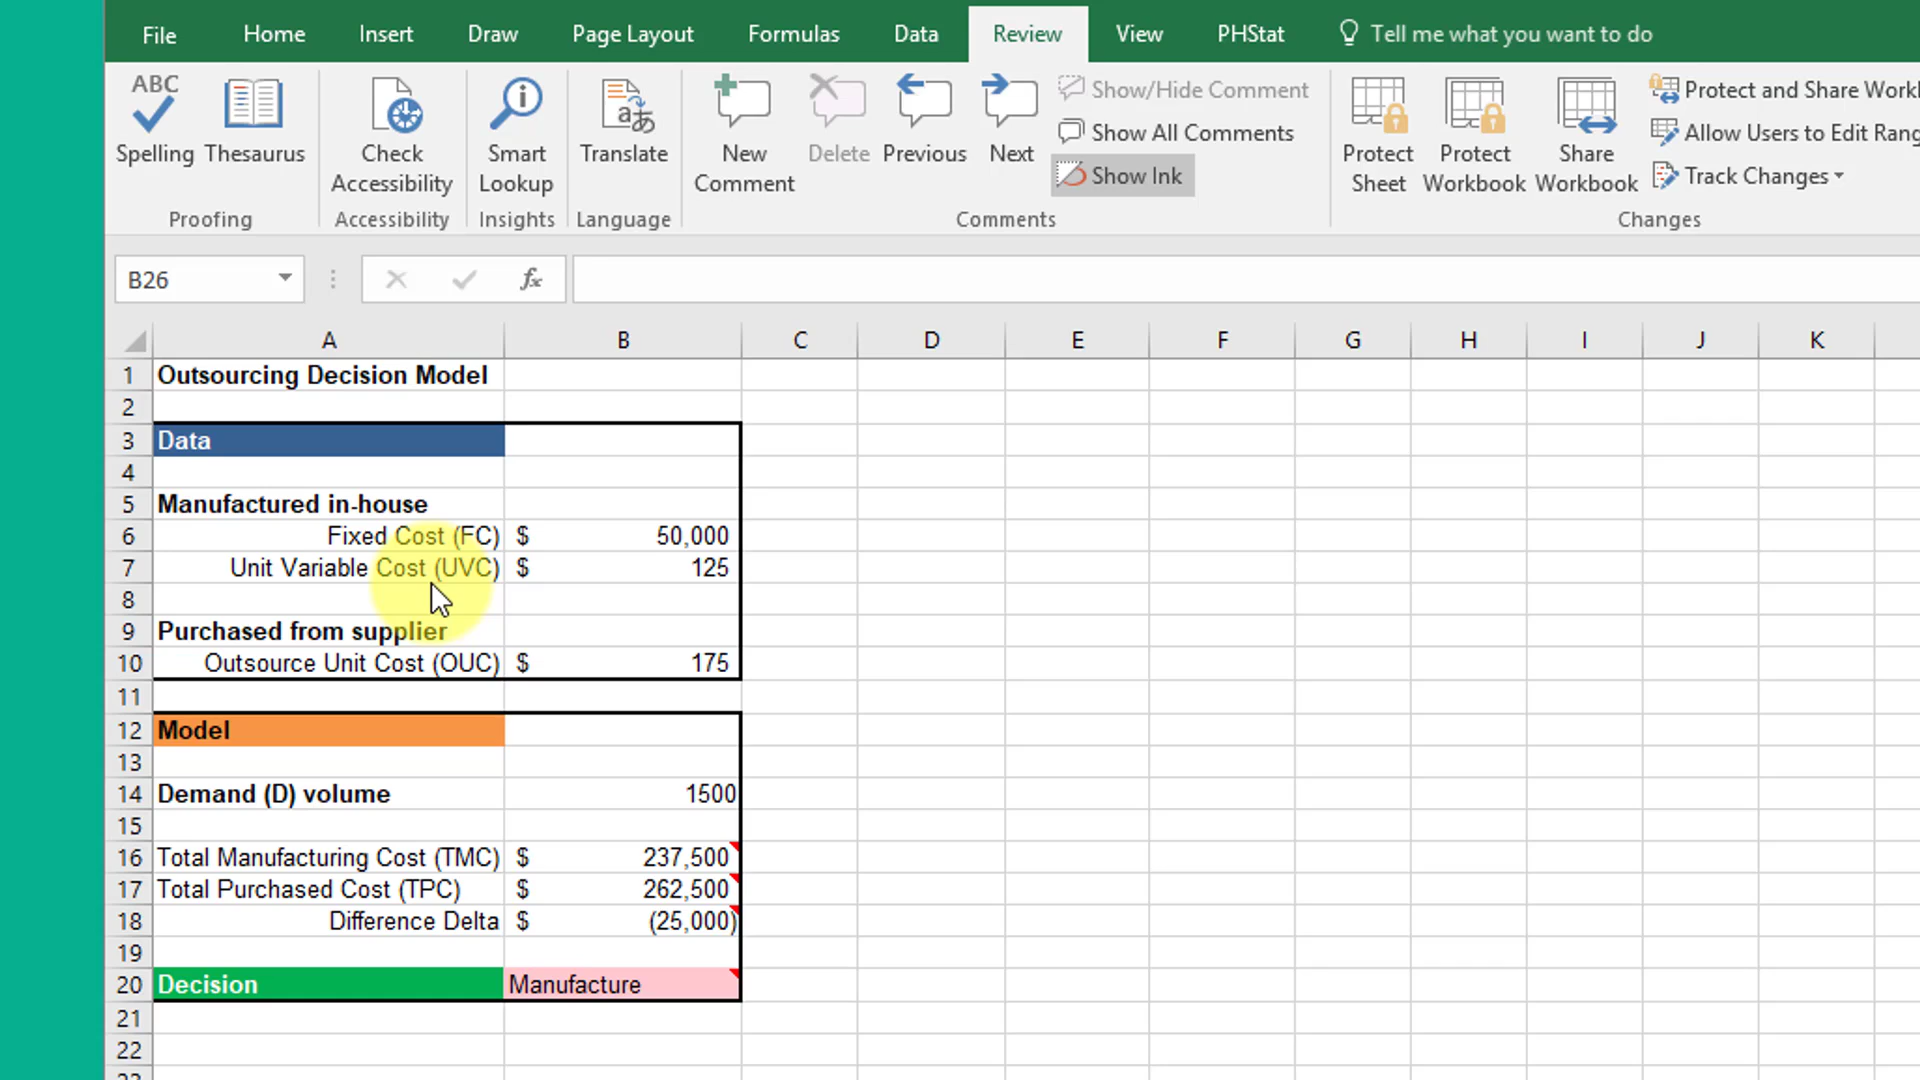 File Home Insert Draw Page Layout Formulas Data Review View PHStat Tell me what you want to do
ABC
Spelling Thesaurus Check Accessibility Smart Lookup Translate New Comment Delete Previous Next
Show/Hide Comment
Show All Comments
Show Ink
Protect Sheet Protect Workbook Share Workbook
Protect and Share
Allow Users to Edit
Track Changes
Proofing Accessibility Insights Language Comments Changes
B26 fx
A B C D E F G H I J K
1 Outsourcing Decision Model
2
3 Data
4
5 Manufactured in-house
6 Fixed Cost (FC) $ 50,000
7 Unit Variable Cost (UVC) $ 125
8
9 Purchased from supplier
10 Outsource Unit Cost (OUC) $ 175
11
12 Model
13
14 Demand (D) volume 1500
15
16 Total Manufacturing Cost (TMC) $ 237,500
17 Total Purchased Cost (TPC) $ 262,500
18 Difference Delta $ (25,000)
19
20 Decision Manufacture
21
22